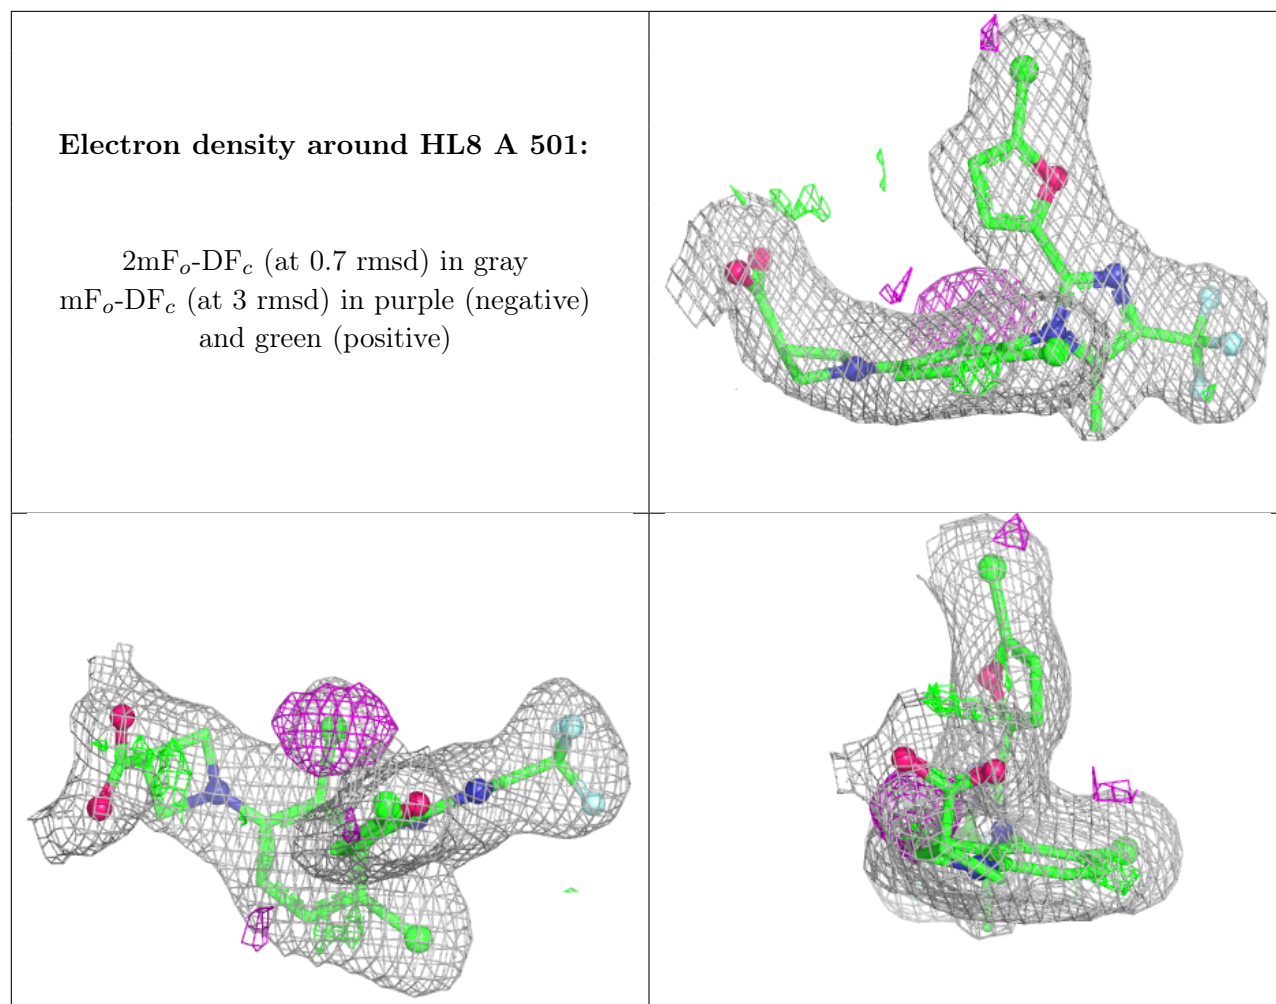 Electron density around HL8 A 501:
2mFo-DFc (at 0.7 rmsd) in gray
mFo-DFc (at 3 rmsd) in purple (negative)
and green (positive)